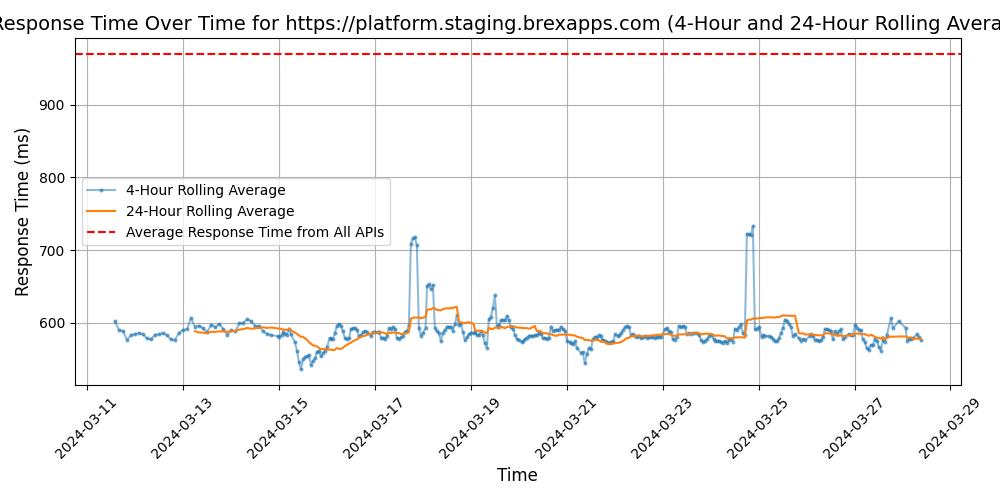 Response Time Over Time for https://platform.staging.brexapps.com (4-Hour and 24-Hour Rolling Avera
Response Time (ms)
900
800
700
600
4-Hour Rolling Average
24-Hour Rolling Average
Average Response Time from All APIs
2024-03-11
2024-03-13
2024-03-15
2024-03-17
2024-03-19
2024-03-21
2024-03-23
2024-03-25
2024-03-27
2024-03-29
Time